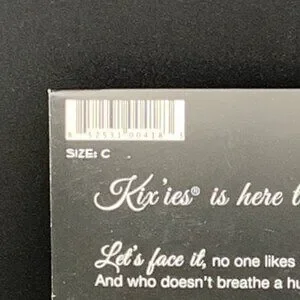 SIZE: C
Kix'ies® is here t
Let's face it, no one likes
And who doesn't breathe a hu